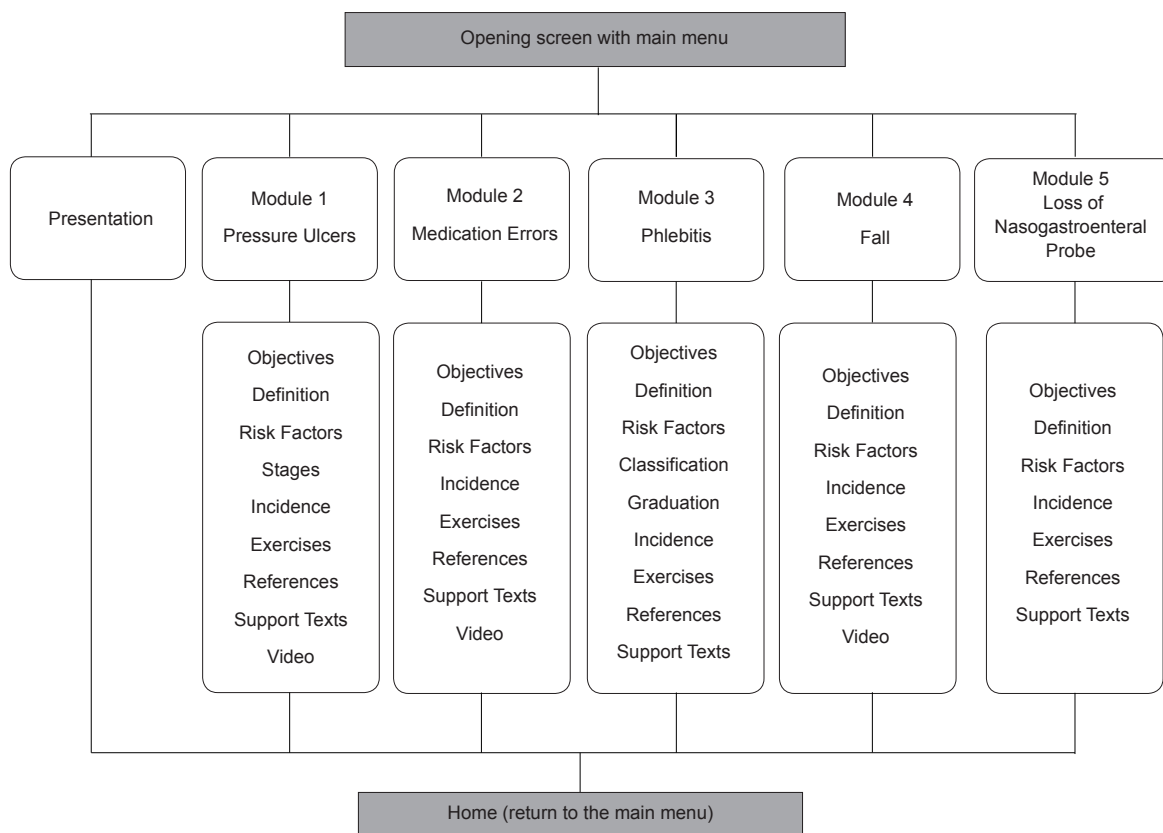 Opening screen with main menu
Presentation
Module 1
Pressure Ulcers
Module 2
Medication Errors
Module 3
Phlebitis
Module 4
Fall
Module 5
Loss of
Nasogastroenteral
Probe
Objectives
Definition
Risk Factors
Stages
Incidence
Exercises
References
Support Texts
Video
Objectives
Definition
Risk Factors
Incidence
Exercises
References
Support Texts
Video
Objectives
Definition
Risk Factors
Classification
Graduation
Incidence
Exercises
References
Support Texts
Objectives
Definition
Risk Factors
Incidence
Exercises
References
Support Texts
Video
Objectives
Definition
Risk Factors
Incidence
Exercises
References
Support Texts
Home (return to the main menu)